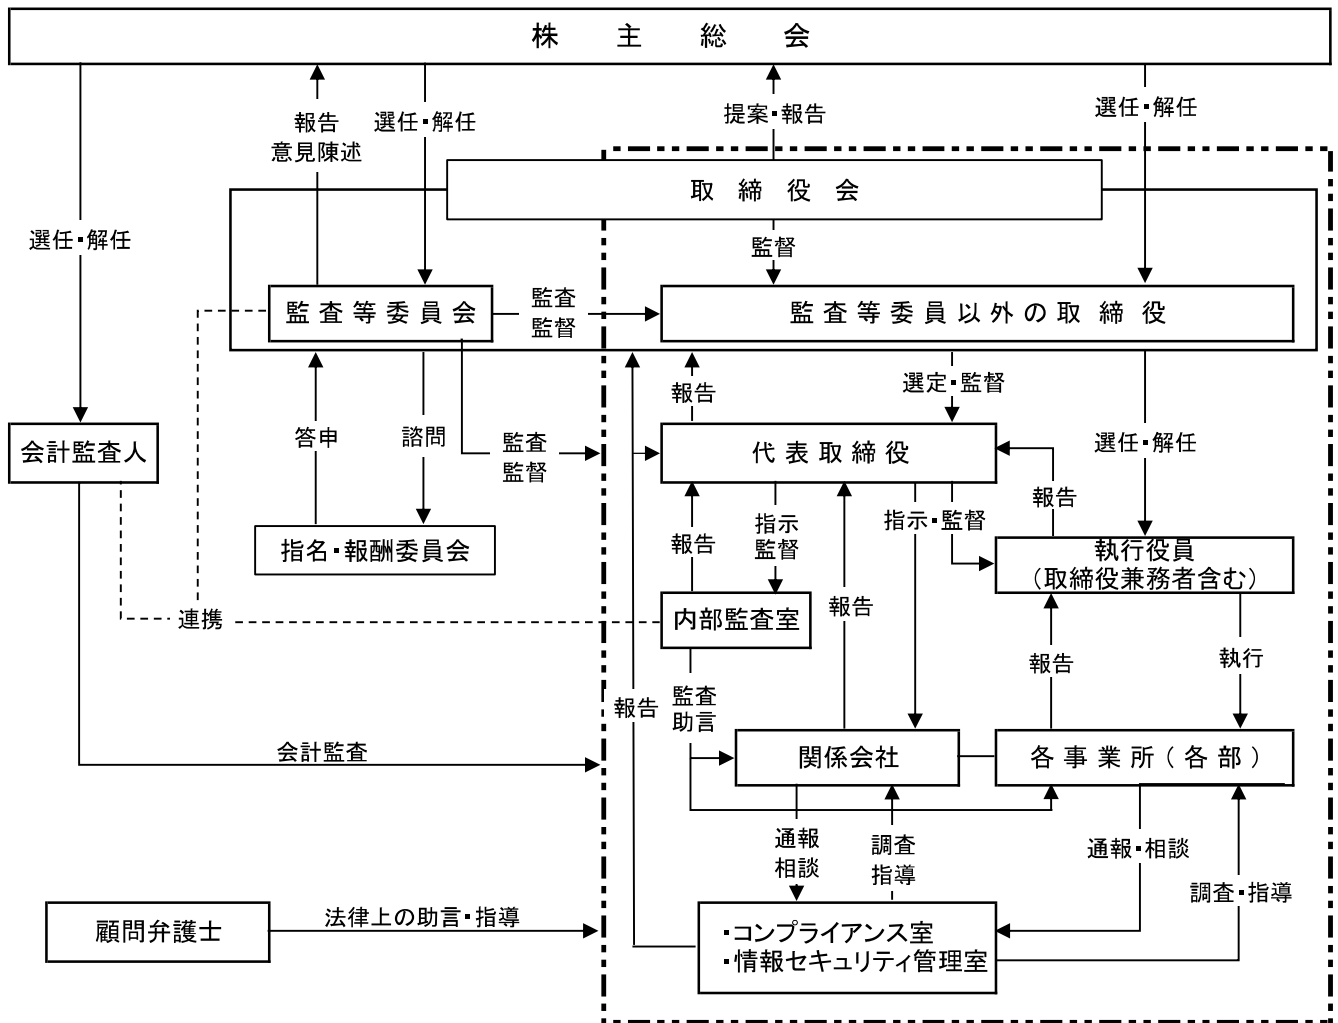 株主総会
報告
意見陳述
選任・解任
提案・報告
選任・解任
選任・解任
取締役会
監督
監査等委員会
監査
監督
監査等委員以外の取締役
報告
選定・監督
会計監査人
答申
諮問
監査
監督
代表取締役
選任・解任
報告
指名・報酬委員会
報告
指示
監督
指示・監督
執行役員
（取締役兼務者含む）
連携
内部監査室
報告
報告
執行
報告
監査
助言
会計監査
関係会社
各事業所（各部）
通報
相談
調査
指導
通報・相談
調査・指導
顧問弁護士
法律上の助言・指導
・コンプライアンス室
・情報セキュリティ管理室